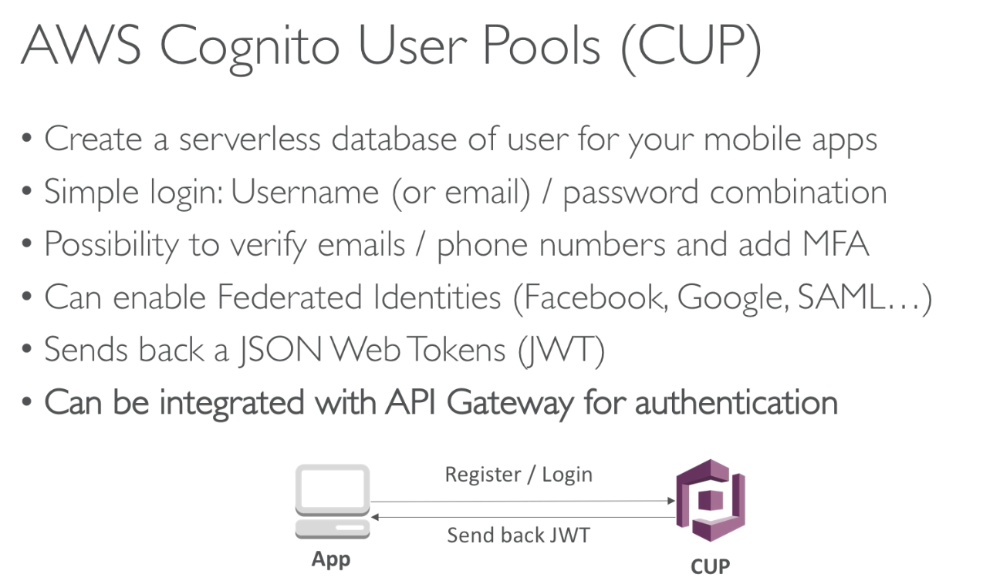 AWS Cognito User Pools (CUP)
• Create a serverless database of user for your mobile apps
• Simple login: Username (or email) / password combination
• Possibility to verify emails / phone numbers and add MFA
• Can enable Federated Identities (Facebook, Google, SAML…)
• Sends back a JSON Web Tokens (JWT)
• Can be integrated with API Gateway for authentication
Register / Login
Send back JWT
App
CUP